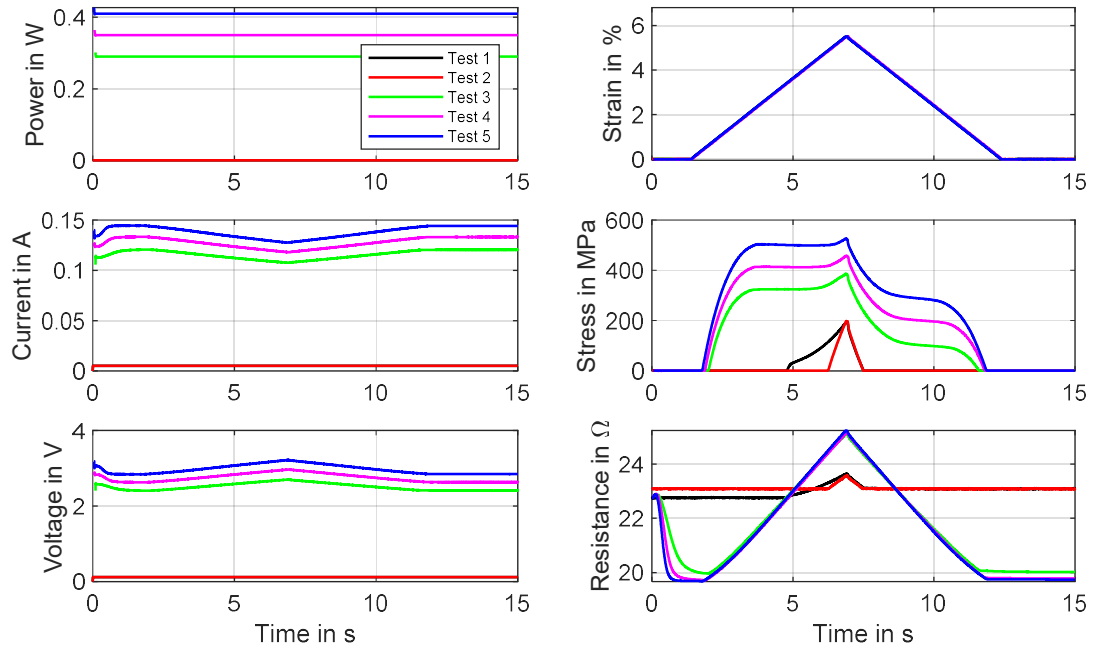 Power in W
0.4
0.2
0
0 5 10 15
Test 1
Test 2
Test 3
Test 4
Test 5
Strain in %
6
4
2
0
0 5 10 15
Current in A
0.15
0.1
0.05
0
0 5 10 15
Stress in MPa
600
400
200
0
0 5 10 15
Voltage in V
4
2
0
0 5 10 15
Time in s
Resistance in Ω
24
22
20
0 5 10 15
Time in s